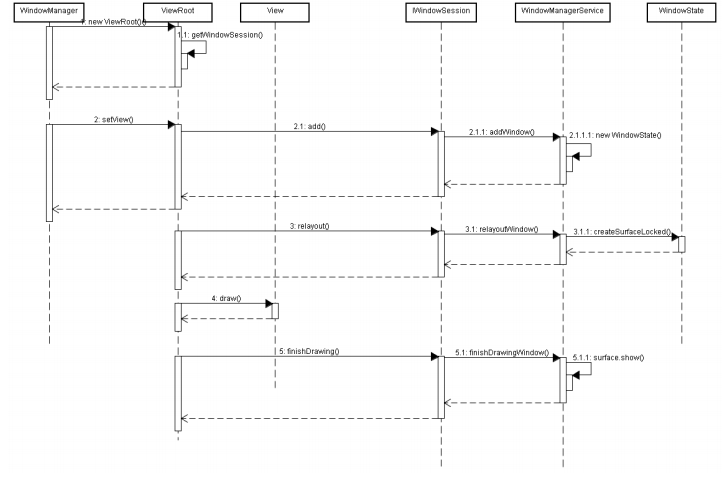 WindowManager
ViewRoot
View
IWindowSession
WindowManagerService
WindowState
1: new ViewRoot()()
1.1: getWindowSession()
2: setView()
2.1: add()
2.1.1: addWindow()
2.1.1.1: new WindowState()
3: relayout()
3.1: relayoutWindow()
3.1.1: createSurfaceLocked()
4: draw()
5: finishDrawing()
5.1: finishDrawingWindow()
5.1.1: surface.show()